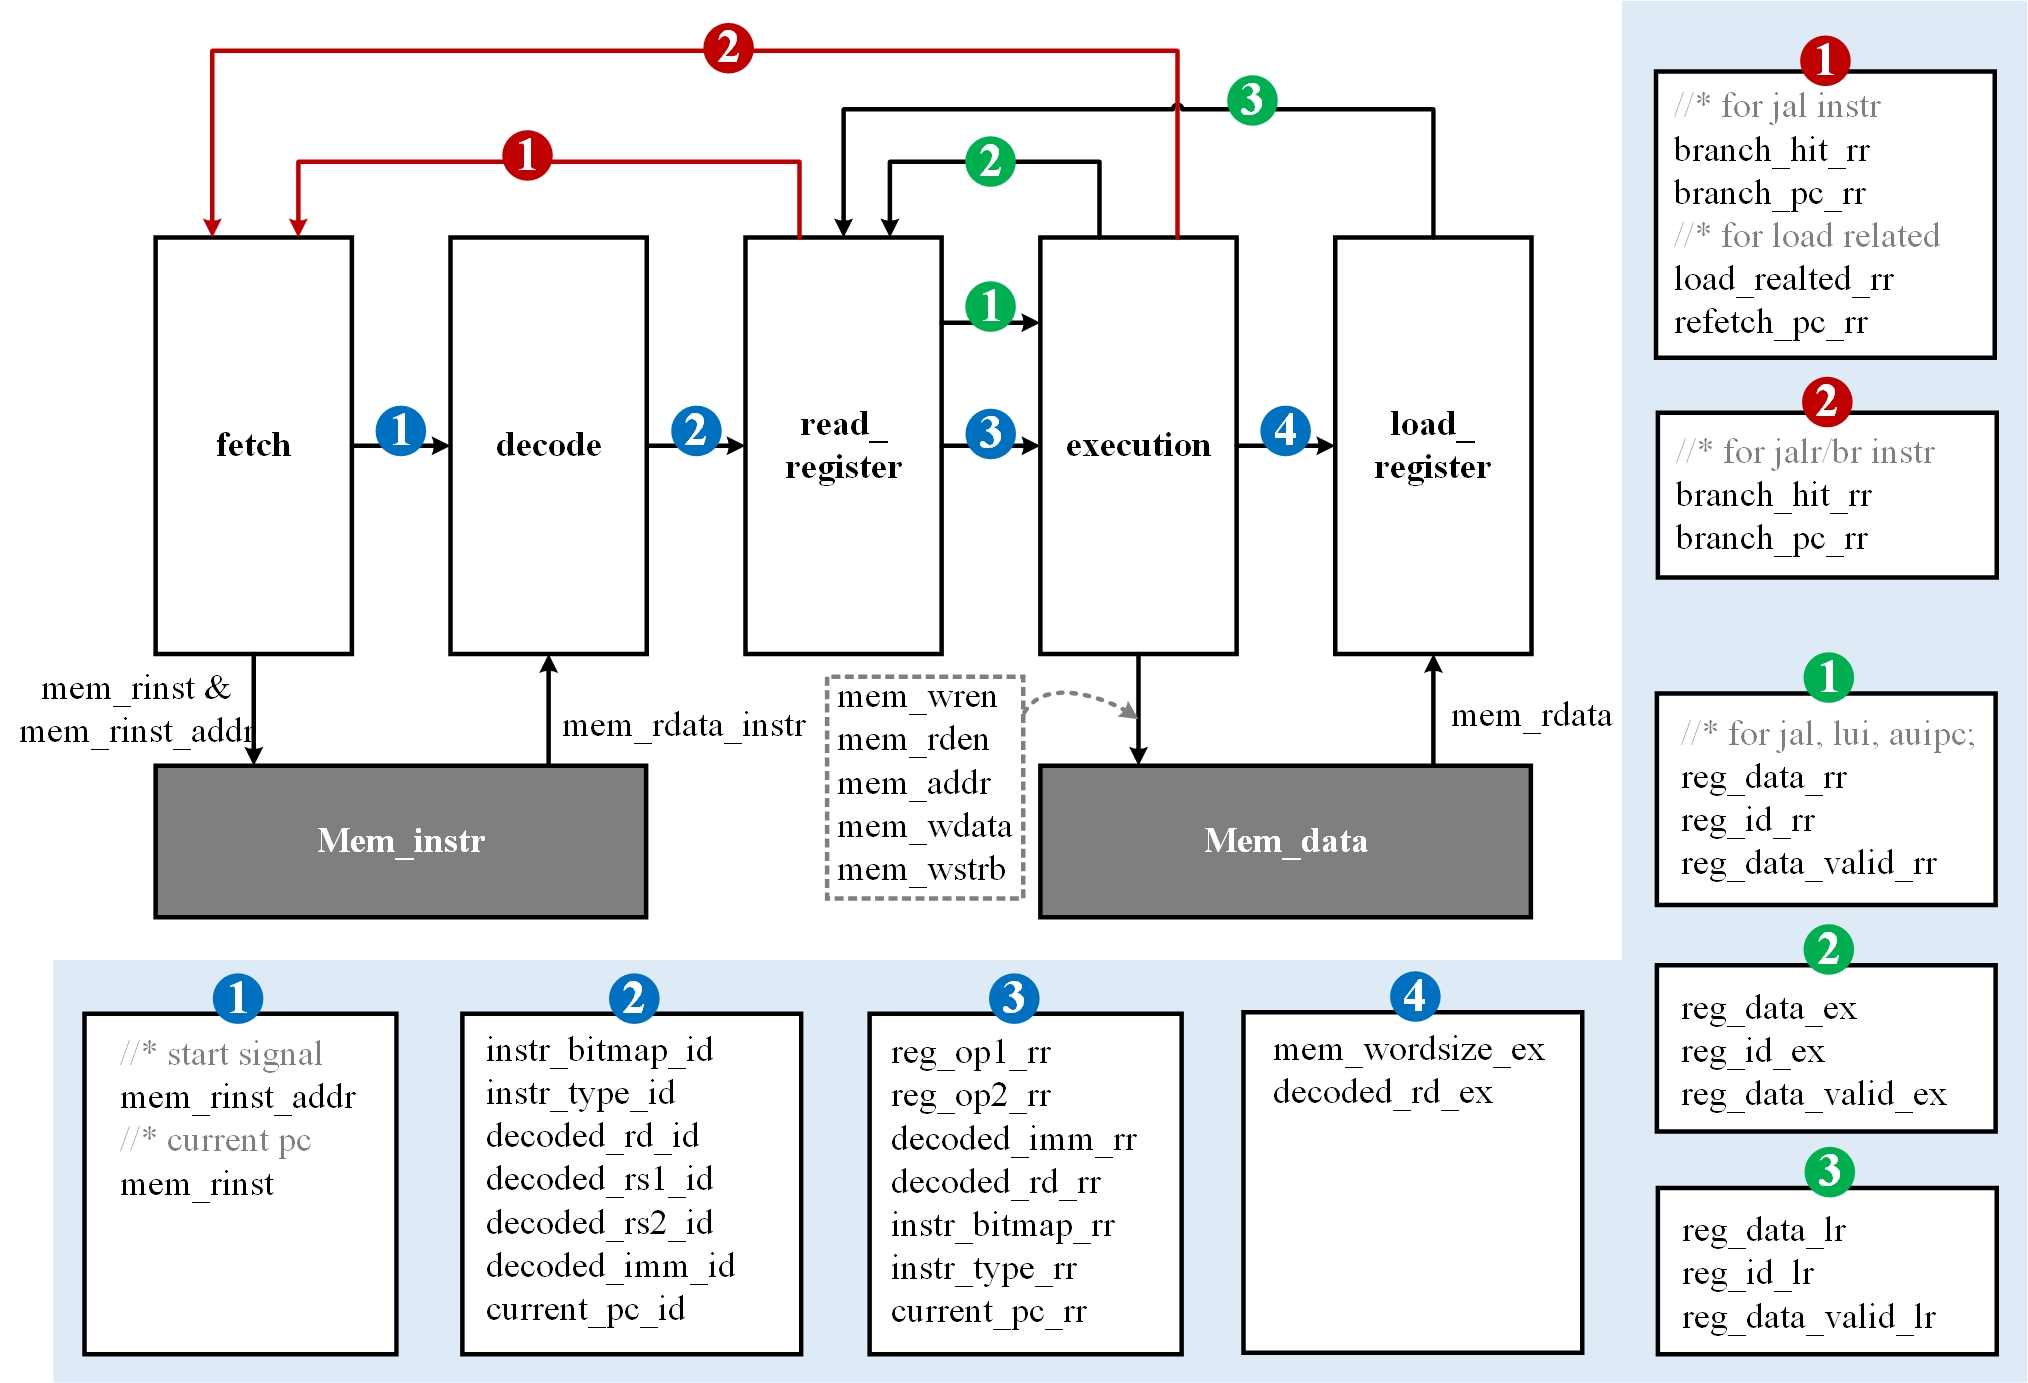 2
1
//* for jal instr
branch_hit_rr
branch_pc_rr
//* for load related
load_realted_rr
refetch_pc_rr
3
1
2
1
fetch
1
decode
2
read_
register
3
execution
4
load_
register
2
//* for jalr/br instr
branch_hit_rr
branch_pc_rr
mem_rinst &
mem_rinst_addr
mem_rdata_instr
mem_wren
mem_rden
mem_addr
mem_wdata
mem_wstrb
mem_rdata
Mem_instr
Mem_data
1
//* for jal, lui, auipc;
reg_data_rr
reg_id_rr
reg_data_valid_rr
2
reg_data_ex
reg_id_ex
reg_data_valid_ex
3
reg_data_lr
reg_id_lr
reg_data_valid_lr
1
//* start signal
mem_rinst_addr
//* current pc
mem_rinst
2
instr_bitmap_id
instr_type_id
decoded_rd_id
decoded_rs1_id
decoded_rs2_id
decoded_imm_id
current_pc_id
3
reg_op1_rr
reg_op2_rr
decoded_imm_rr
decoded_rd_rr
instr_bitmap_rr
instr_type_rr
current_pc_rr
4
mem_wordsize_ex
decoded_rd_ex